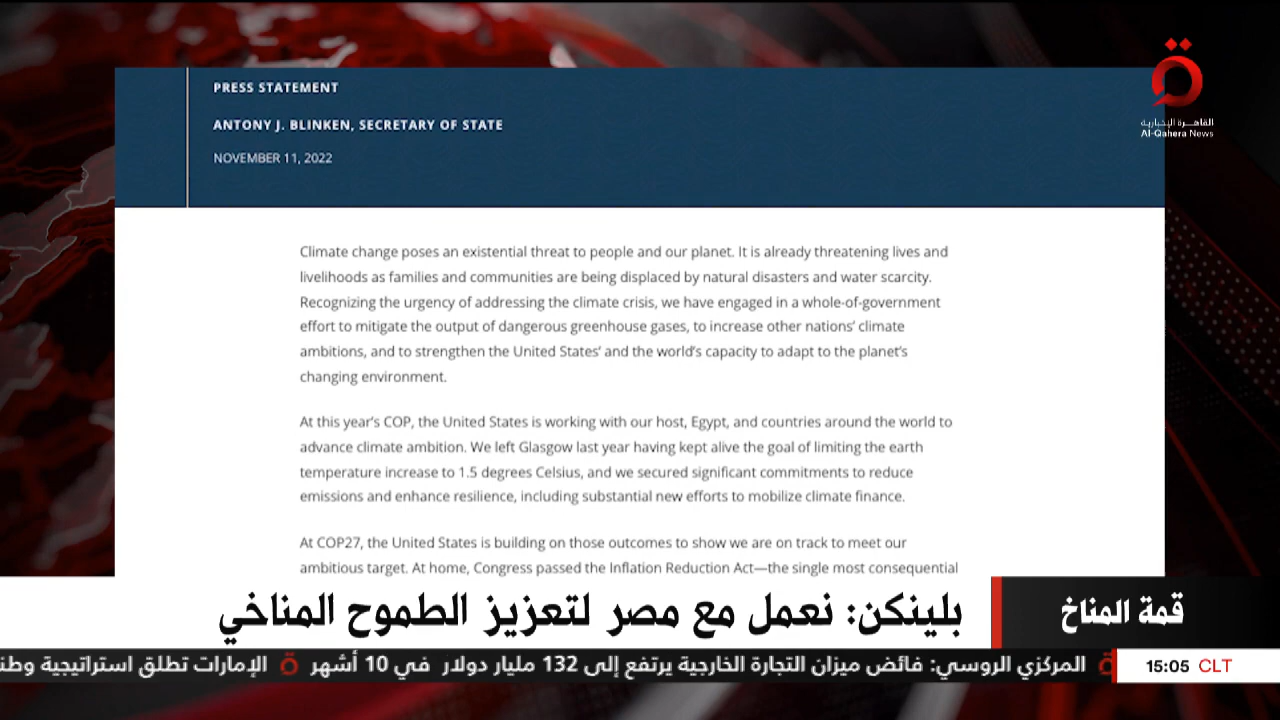 القاهرة الإخبارية
Al-Qahera News
PRESS STATEMENT
ANTONY J. BLINKEN, SECRETARY OF STATE
NOVEMBER 11, 2022
Climate change poses an existential threat to people and our planet. It is already threatening lives and
livelihoods as families and communities are being displaced by natural disasters and water scarcity.
Recognizing the urgency of addressing the climate crisis, we have engaged in a whole-of-government
effort to mitigate the output of dangerous greenhouse gases, to increase other nations’ climate
ambitions, and to strengthen the United States’ and the world’s capacity to adapt to the planet’s
changing environment.
At this year’s COP, the United States is working with our host, Egypt, and countries around the world to
advance climate ambition. We left Glasgow last year having kept alive the goal of limiting the earth
temperature increase to 1.5 degrees Celsius, and we secured significant commitments to reduce
emissions and enhance resilience, including substantial new efforts to mobilize climate finance.
At COP27, the United States is building on those outcomes to show we are on track to meet our
ambitious target. At home, Congress passed the Inflation Reduction Act—the single most consequential
قمة المناخ
بلينكن: نعمل مع مصر لتعزيز الطموح المناخي
15:05 CLT
المركزي الروسي: فائض ميزان التجارة الخارجية يرتفع إلى 132 مليار دولار في 10 أشهر
الإمارات تطلق استراتيجية وطن